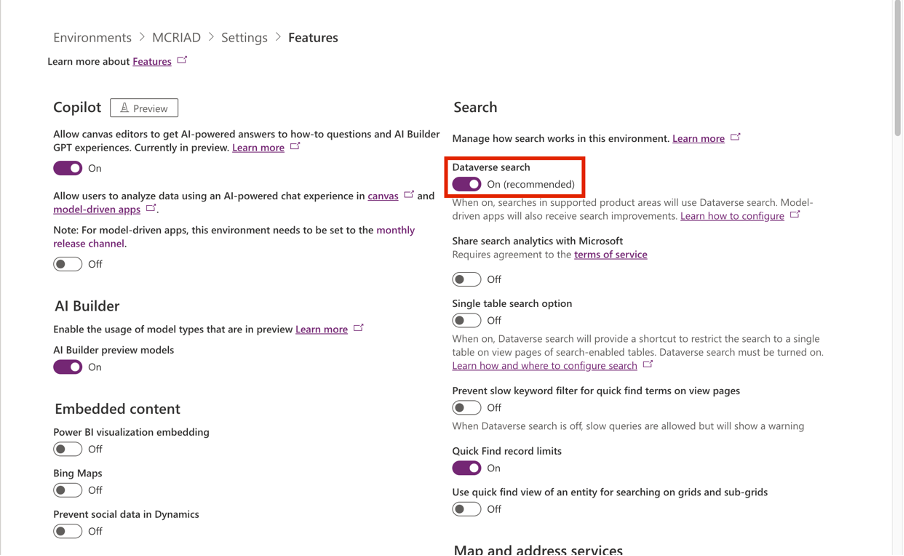 Environments > MCRIAD > Settings > Features
Learn more about Features
Copilot Preview
Allow canvas editors to get AI-powered answers to how-to questions and AI Builder
GPT experiences. Currently in preview. Learn more
On
Allow users to analyze data using an AI-powered chat experience in canvas and
model-driven apps .
Note: For model-driven apps, this environment needs to be set to the monthly
release channel.
Off
AI Builder
Enable the usage of model types that are in preview Learn more
AI Builder preview models
On
Embedded content
Power BI visualization embedding
Off
Bing Maps
Off
Prevent social data in Dynamics
Off
Search
Manage how search works in this environment. Learn more
Dataverse search
On (recommended)
When on, searches in supported product areas will use Dataverse search. Model-
driven apps will also receive search improvements. Learn how to configure
Share search analytics with Microsoft
Requires agreement to the terms of service
Off
Single table search option
Off
When on, Dataverse search will provide a shortcut to restrict the search to a single
table on view pages of search-enabled tables. Dataverse search must be turned on.
Learn how and where to configure search
Prevent slow keyword filter for quick find terms on view pages
Off
When Dataverse search is off, slow queries are allowed but will show a warning
Quick Find record limits
On
Use quick find view of an entity for searching on grids and sub-grids
Off
Map and address services